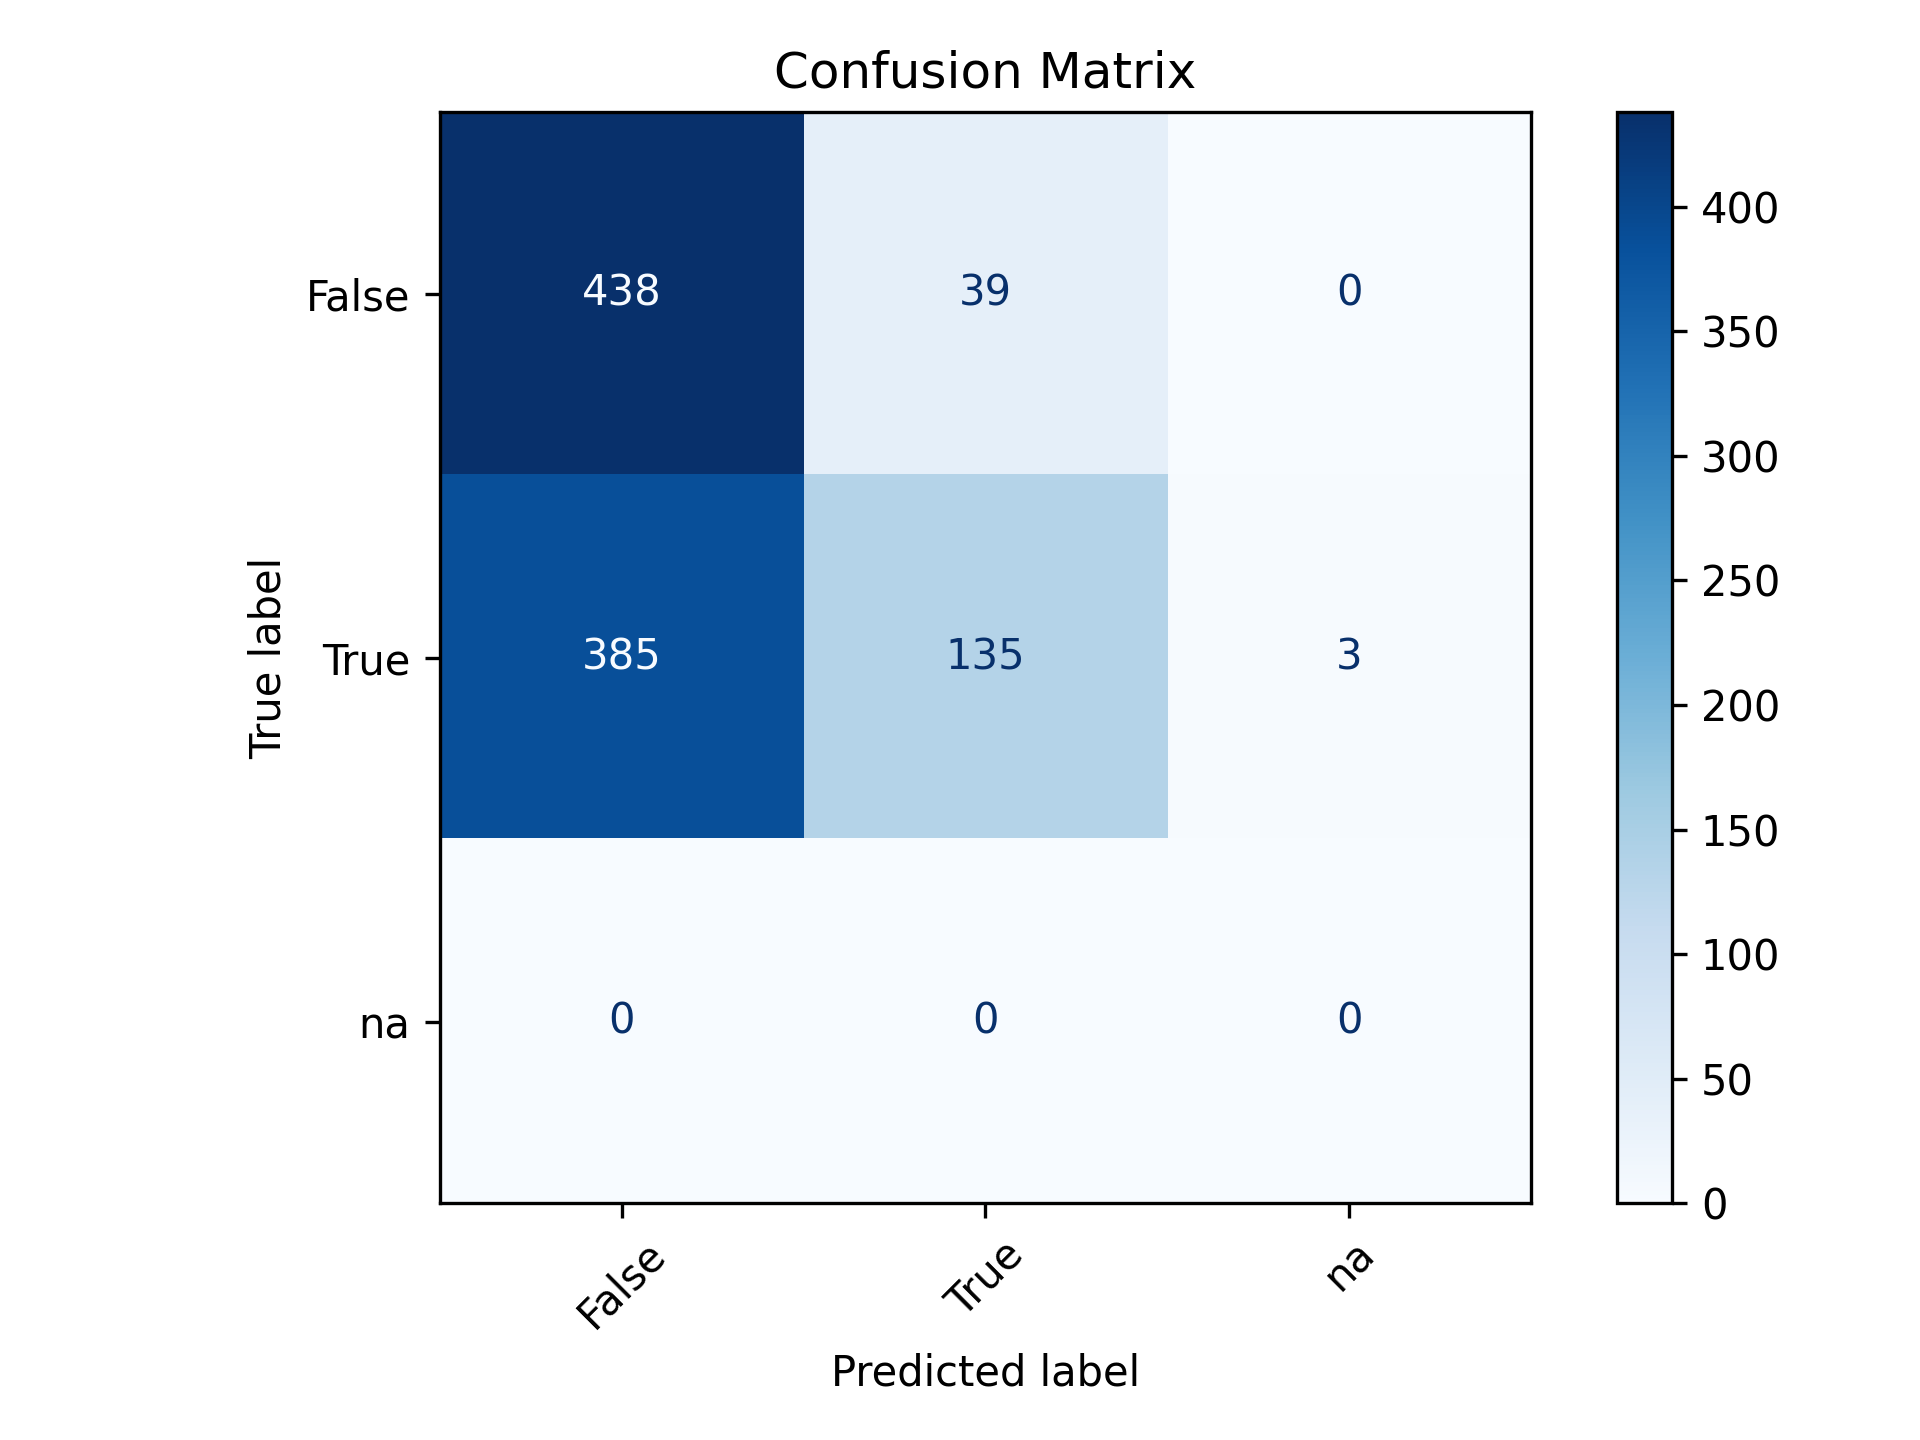 Confusion Matrix
True label
False 438 39 0
True 385 135 3
na 0 0 0
False True na
Predicted label
400
350
300
250
200
150
100
50
0